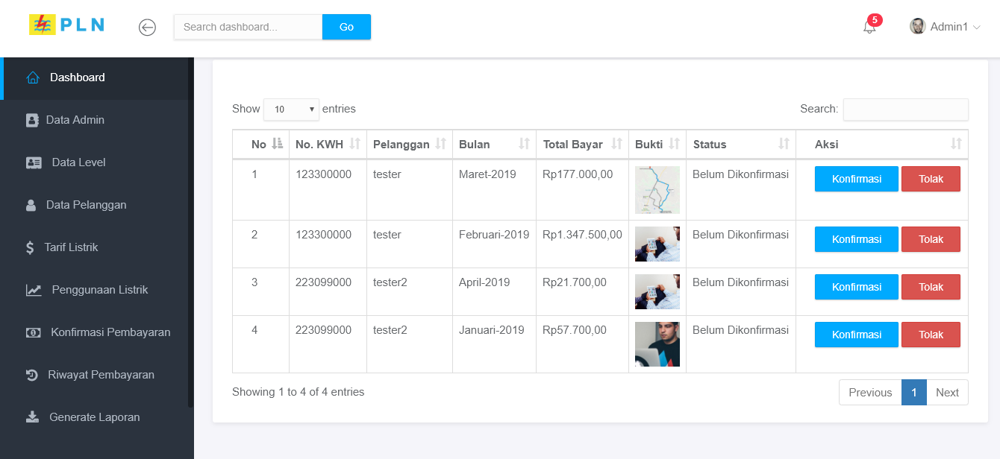 PLN
Search dashboard...
Go
5
Admin1
Dashboard
Data Admin
Data Level
Data Pelanggan
Tarif Listrik
Penggunaan Listrik
Konfirmasi Pembayaran
Riwayat Pembayaran
Generate Laporan
Show 10 entries
Search:
No No. KWH Pelanggan Bulan Total Bayar Bukti Status Aksi
1 123300000 tester Maret-2019 Rp177.000,00 Belum Dikonfirmasi Konfirmasi Tolak
2 123300000 tester Februari-2019 Rp1.347.500,00 Belum Dikonfirmasi Konfirmasi Tolak
3 223099000 tester2 April-2019 Rp21.700,00 Belum Dikonfirmasi Konfirmasi Tolak
4 223099000 tester2 Januari-2019 Rp57.700,00 Belum Dikonfirmasi Konfirmasi Tolak
Showing 1 to 4 of 4 entries
Previous 1 Next